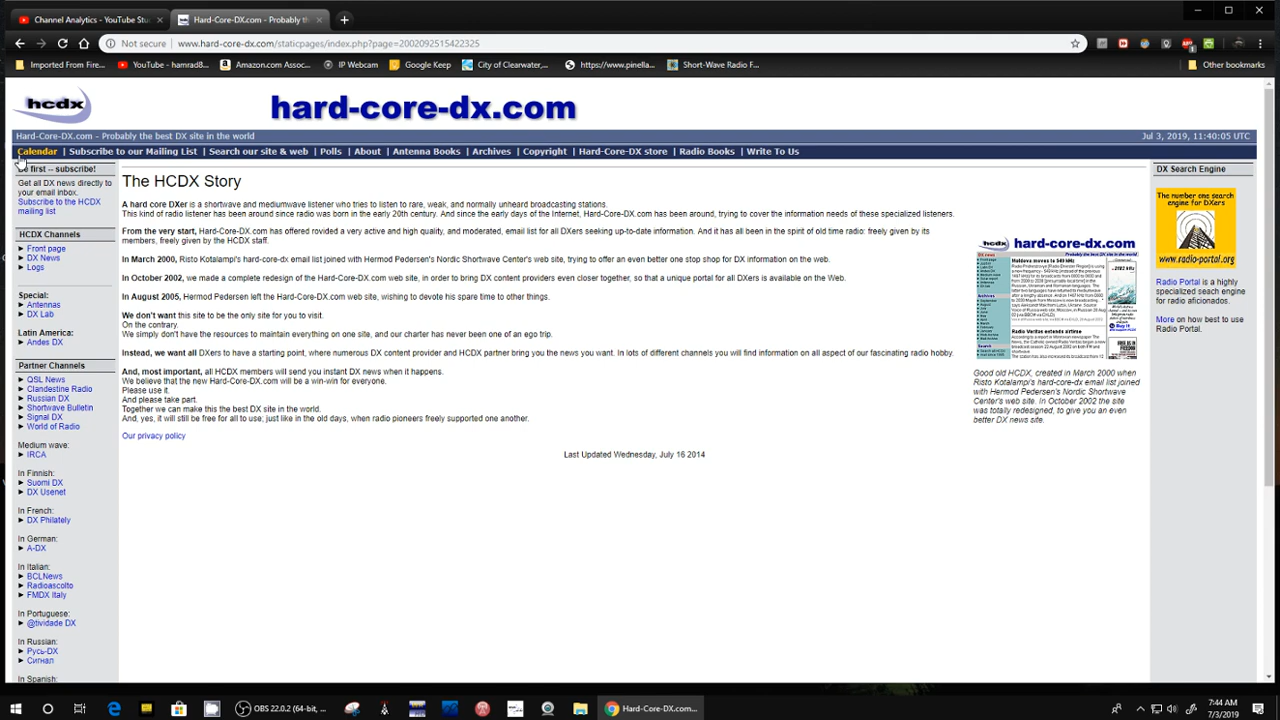 Channel Analytics - YouTube Stu
Hard-Core-DX.com - Probably th
Not secure | www.hard-core-dx.com/staticpages/index.php?page=2002092515422325
Imported From Fire...
YouTube - hamrad8...
Amazon.com Assoc...
IP Webcam
Google Keep
City of Clearwater,...
https://www.pinella...
Short-Wave Radio F...
Other bookmarks
hcdx
hard-core-dx.com
Hard-Core-DX.com - Probably the best DX site in the world
Jul 3, 2019, 11:40:05 UTC
Calendar | Subscribe to our Mailing List | Search our site & web | Polls | About | Antenna Books | Archives | Copyright | Hard-Core-DX store | Radio Books | Write To Us
first -- subscribe!
Get all DX news directly to
your email inbox.
Subscribe to the HCDX
mailing list
HCDX Channels
Front page
DX News
Logs
Special:
Antennas
DX Lab
Latin America:
Andes DX
Partner Channels
QSL News
Clandestine Radio
Russian DX
Shortwave Bulletin
Signal DX
World of Radio
Medium wave:
IRCA
In Finnish:
Suomi DX
DX Usenet
In French:
DX Philately
In German:
A-DX
In Italian:
BCLNews
Radioascolto
FMDX Italy
In Portuguese:
@tividade DX
In Russian:
Русь-DX
Сигнал
In Spanish:
The HCDX Story
A hard core DXer is a shortwave and mediumwave listener who tries to listen to rare, weak, and normally unheard broadcasting stations.
This kind of radio listener has been around since radio was born in the early 20th century. And since the early days of the Internet, Hard-Core-DX.com has been around, trying to cover the information needs of these specialized listeners.
From the very start, Hard-Core-DX.com has offered rovided a very active and high quality, and moderated, email list for all DXers seeking up-to-date information. And it has all been in the spirit of old time radio: freely given by its
members, freely given by the HCDX staff.
In March 2000, Risto Kotalampi's hard-core-dx email list joined with Hermod Pedersen's Nordic Shortwave Center's web site, trying to offer an even better one stop shop for DX information on the web.
In October 2002, we made a complete redesign of the Hard-Core-DX.com web site, in order to bring DX content providers even closer together, so that a unique portal for all DXers is available on the Web.
In August 2005, Hermod Pedersen left the Hard-Core-DX.com web site, wishing to devote his spare time to other things.
We don't want this site to be the only site for you to visit.
On the contrary.
We simply don't have the resources to maintain everything on one site, and our charter has never been one of an ego trip.
Instead, we want all DXers to have a starting point, where numerous DX content provider and HCDX partner bring you the news you want. In lots of different channels you will find information on all aspect of our fascinating radio hobby.
And, most important, all HCDX members will send you instant DX news when it happens.
We believe that the new Hard-Core-DX.com will be a win-win for everyone.
Please use it.
And please take part.
Together we can make this the best DX site in the world.
And, yes, it will still be free for all to use; just like in the old days, when radio pioneers freely supported one another.
Our privacy policy
Last Updated Wednesday, July 16 2014
hcdx hard-core-dx.com
Moldova moves to 549 kHz
Radio Veritas extends airtime
Good old HCDX, created in March 2000 when
Risto Kotalampi's hard-core-dx email list joined
with Hermod Pedersen's Nordic Shortwave
Center's web site. In October 2002 the site
was totally redesigned, to give you an even
better DX news site.
DX Search Engine
The number one search
engine for DXers
www.radio-portal.org
Radio Portal is a highly
specialized seach engine
for radio aficionados.
More on how best to use
Radio Portal.
OBS 22.0.2 (64-bit, ...
Hard-Core-DX.com...
7:44 AM
7/3/2019